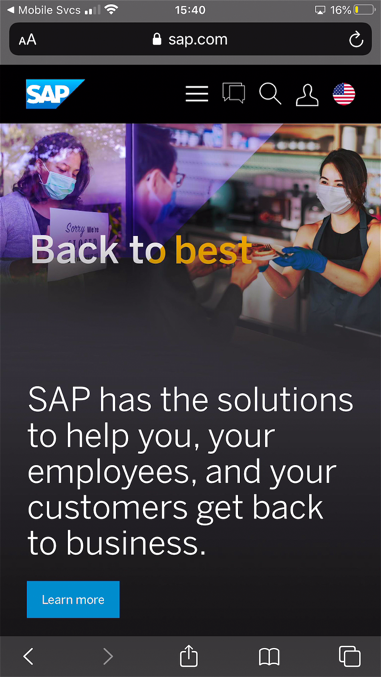 Mobile Svcs 15:40 16%
AA sap.com
SAP
Sorry We're
Back to best
SAP has the solutions
to help you, your
employees, and your
customers get back
to business.
Learn more